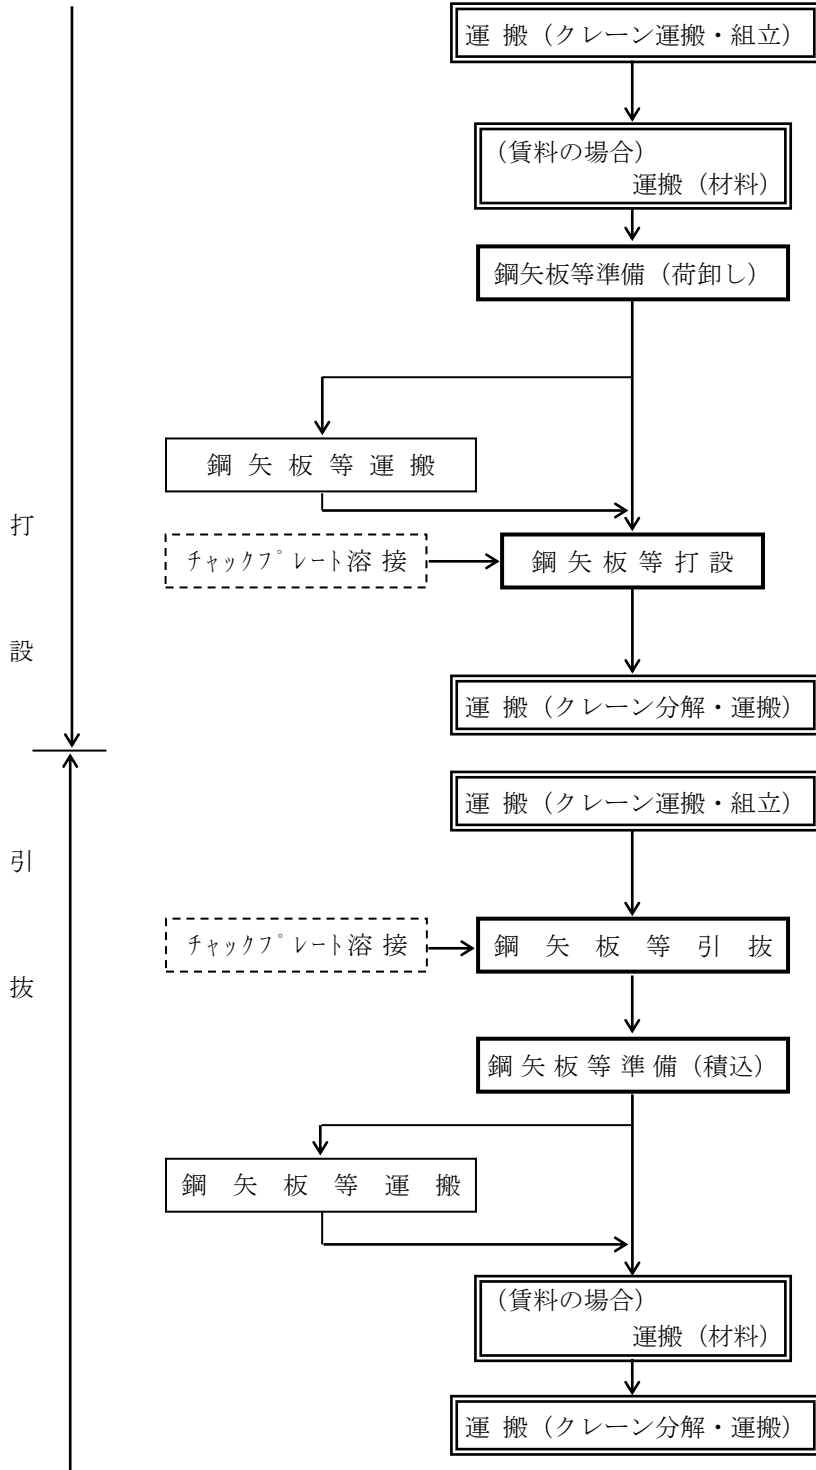 運 搬（クレーン運搬・組立）
（賃料の場合）
運搬（材料）
鋼矢板等準備（荷卸し）
鋼 矢 板 等 運 搬
チャックプレート溶 接
鋼 矢 板 等 打 設
打
設
運 搬（クレーン分解・運搬）
運 搬（クレーン運搬・組立）
引
抜
チャックプレート溶 接
鋼 矢 板 等 引 抜
鋼 矢 板 等 準 備（積込）
鋼 矢 板 等 運 搬
（賃料の場合）
運搬（材料）
運 搬（クレーン分解・運搬）